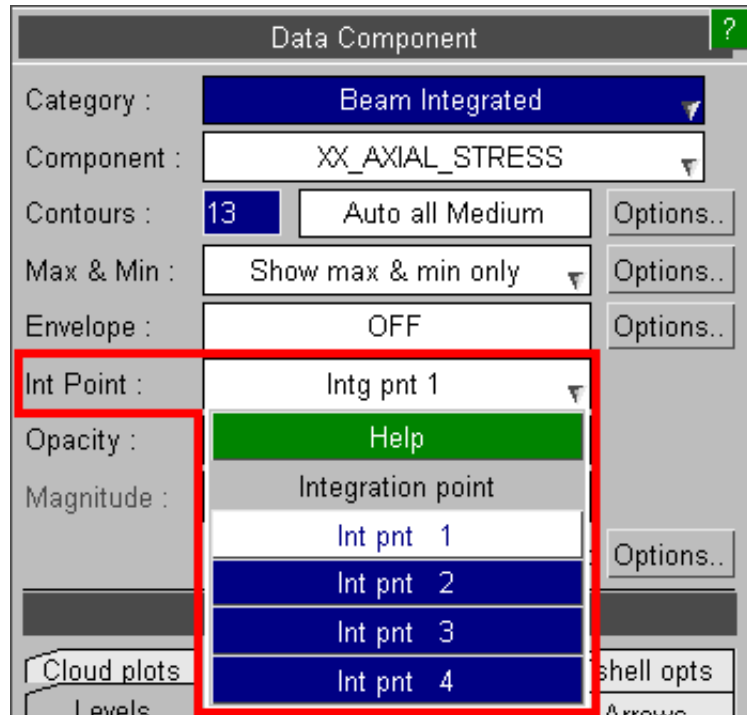 Data Component ?
Category : Beam Integrated
Component : XX_AXIAL_STRESS
Contours : 13 Auto all Medium Options..
Max & Min : Show max & min only Options..
Envelope : OFF Options..
Int Point : Intg pnt 1
Opacity : Help
Magnitude : Integration point
Int pnt 1
Options..
Int pnt 2
Int pnt 3
Cloud plots shell opts
Int pnt 4
Levels Arrows